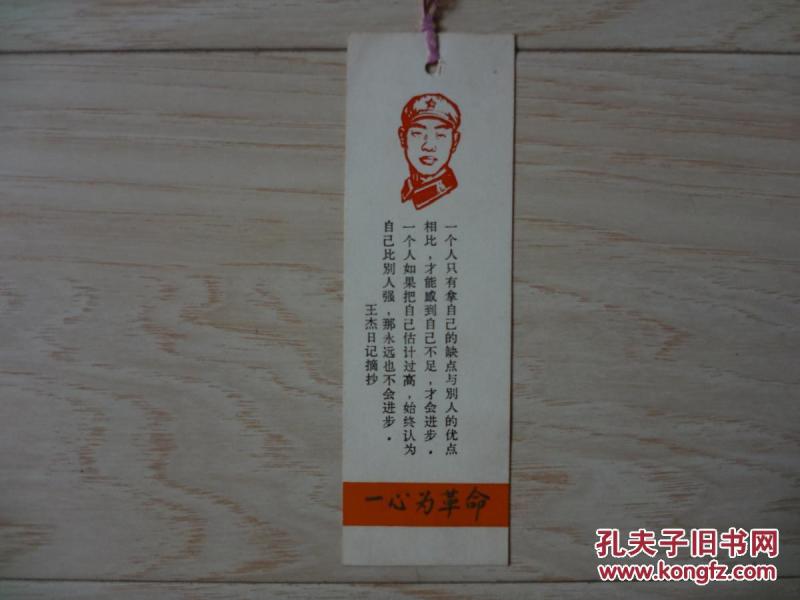 一个人只有拿自己的缺点与别人的优点
相比，才能感到自己不足，才会进步。
一个人如果把自己估计过高，始终认为
自己比别人强，那永远也不会进步。
王杰日记摘抄
一心为革命
孔夫子旧书网
www.kongfz.com